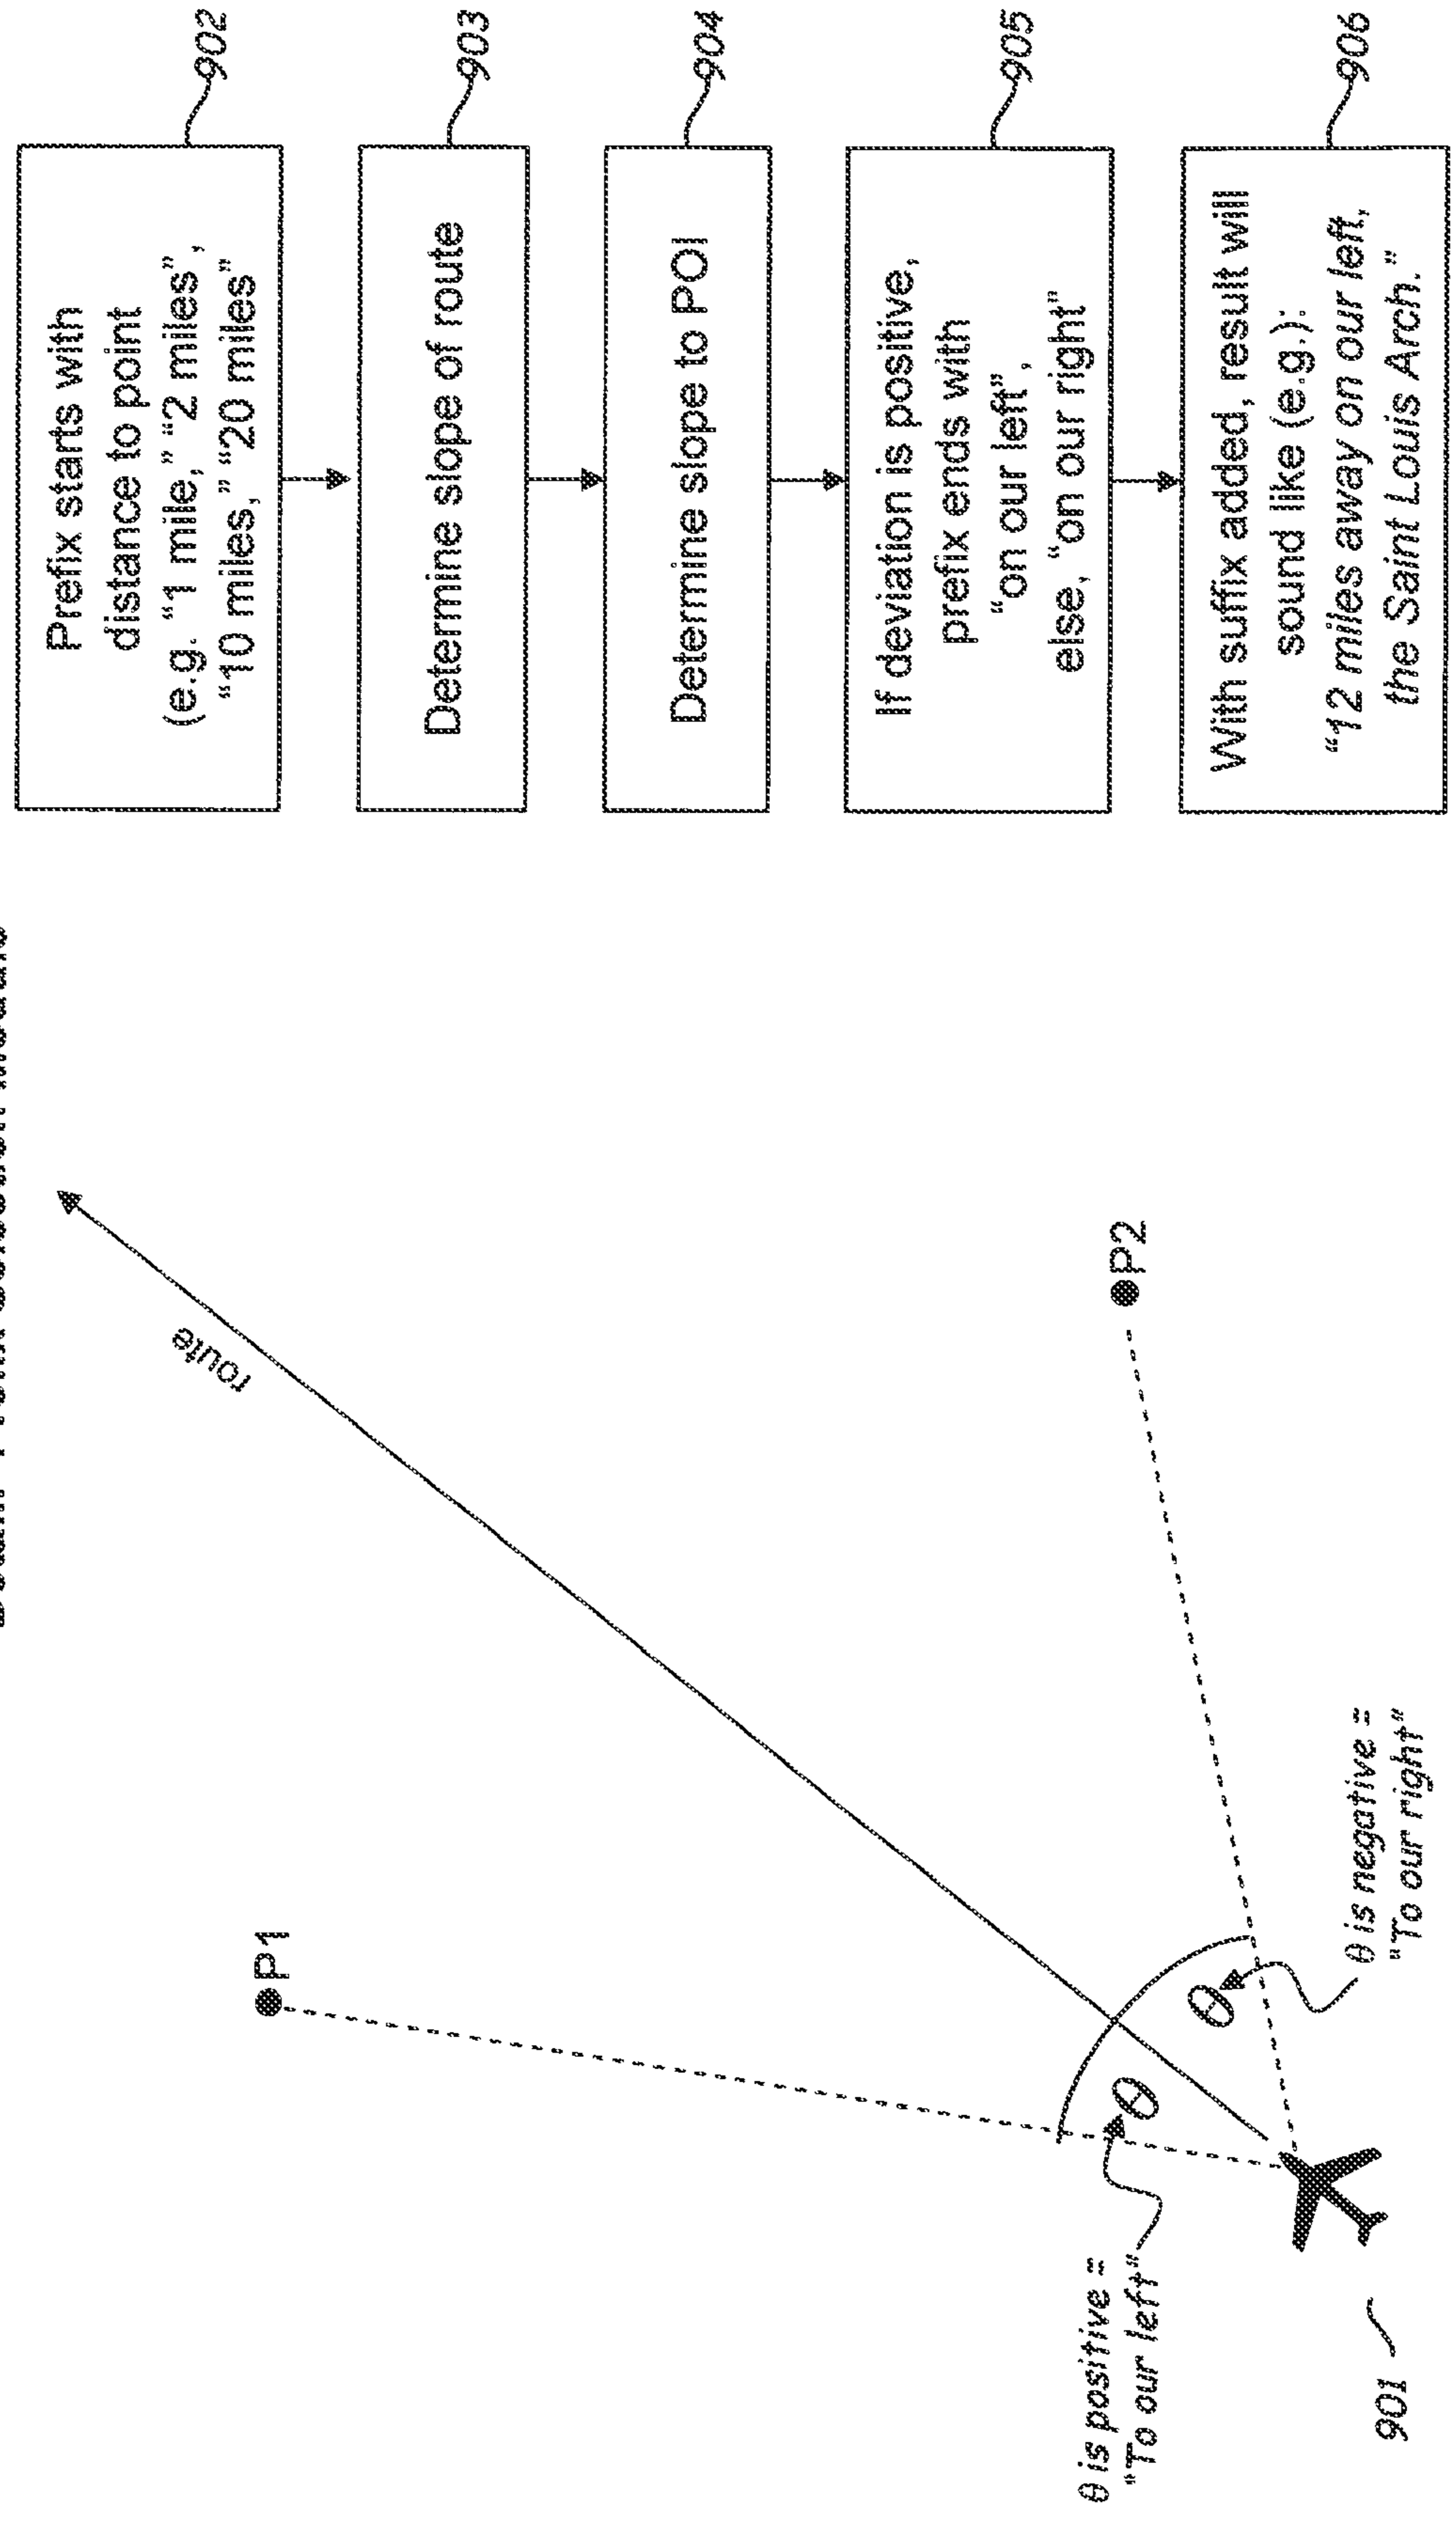 Prefix starts with
distance to point
(e.g. “1 mile,” “2 miles”,
“10 miles,” “20 miles”
902
Determine slope of route
903
Determine slope to POI
904
If deviation is positive,
prefix ends with
“on our left”,
else, “on our right”
905
With suffix added, result will
sound like (e.g.):
“12 miles away on our left,
the Saint Louis Arch.”
906
route
P1
P2
θ
θ
θ is positive =
"To our left"
θ is negative =
"To our right"
901